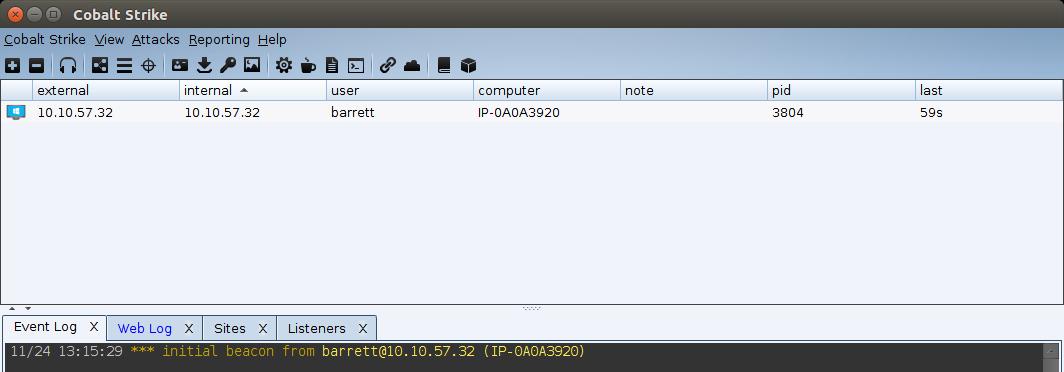 Cobalt Strike
Cobalt Strike View Attacks Reporting Help
external internal user computer note pid last
10.10.57.32 10.10.57.32 barrett IP-0A0A3920 3804 59s
Event Log X Web Log X Sites X Listeners X
11/24 13:15:29 *** initial beacon from barrett@10.10.57.32 (IP-0A0A3920)